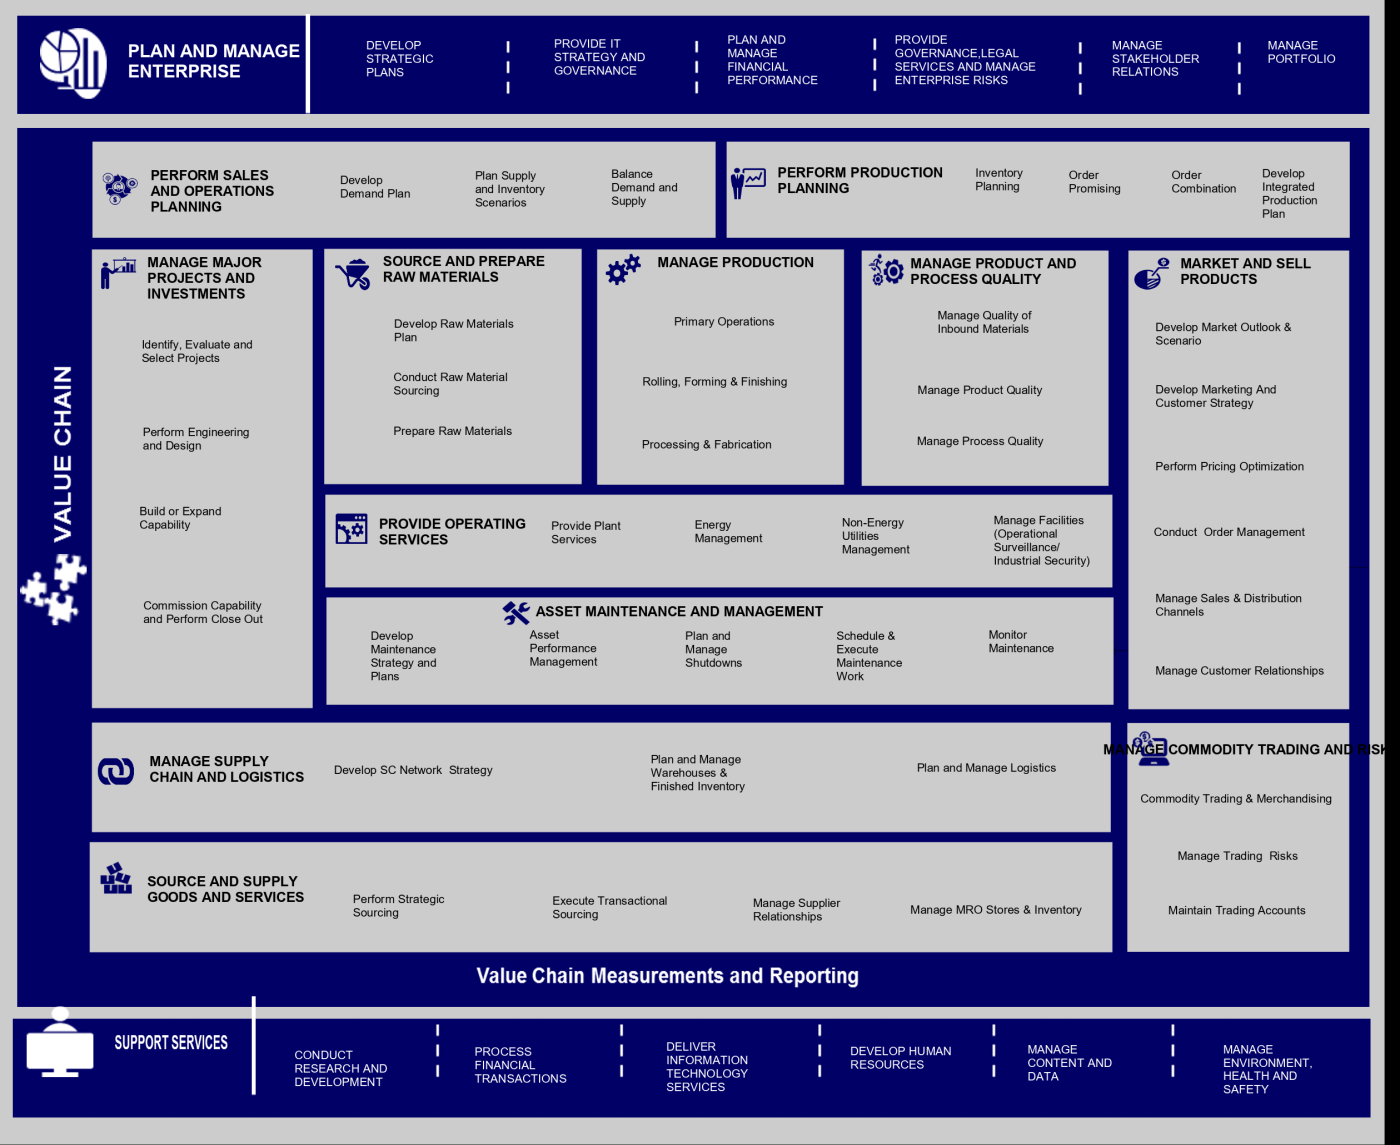 PLAN AND MANAGE
ENTERPRISE
DEVELOP
STRATEGIC
PLANS
PROVIDE IT
STRATEGY AND
GOVERNANCE
PLAN AND
MANAGE
FINANCIAL
PERFORMANCE
PROVIDE
GOVERNANCE,LEGAL
SERVICES AND MANAGE
ENTERPRISE RISKS
MANAGE
STAKEHOLDER
RELATIONS
MANAGE
PORTFOLIO
VALUE CHAIN
PERFORM SALES
AND OPERATIONS
PLANNING
Develop
Demand Plan
Plan Supply
and Inventory
Scenarios
Balance
Demand and
Supply
PERFORM PRODUCTION
PLANNING
Inventory
Planning
Order
Promising
Order
Combination
Develop
Integrated
Production
Plan
MANAGE MAJOR
PROJECTS AND
INVESTMENTS
Identify, Evaluate and
Select Projects
Perform Engineering
and Design
Build or Expand
Capability
Commission Capability
and Perform Close Out
SOURCE AND PREPARE
RAW MATERIALS
Develop Raw Materials
Plan
Conduct Raw Material
Sourcing
Prepare Raw Materials
MANAGE PRODUCTION
Primary Operations
Rolling, Forming & Finishing
Processing & Fabrication
MANAGE PRODUCT AND
PROCESS QUALITY
Manage Quality of
Inbound Materials
Manage Product Quality
Manage Process Quality
MARKET AND SELL
PRODUCTS
Develop Market Outlook &
Scenario
Develop Marketing And
Customer Strategy
Perform Pricing Optimization
Conduct Order Management
Manage Sales & Distribution
Channels
Manage Customer Relationships
PROVIDE OPERATING
SERVICES
Provide Plant
Services
Energy
Management
Non-Energy
Utilities
Management
Manage Facilities
(Operational
Surveillance/
Industrial Security)
ASSET MAINTENANCE AND MANAGEMENT
Develop
Maintenance
Strategy and
Plans
Asset
Performance
Management
Plan and
Manage
Shutdowns
Schedule &
Execute
Maintenance
Work
Monitor
Maintenance
MANAGE SUPPLY
CHAIN AND LOGISTICS
Develop SC Network Strategy
Plan and Manage
Warehouses &
Finished Inventory
Plan and Manage Logistics
MANAGE COMMODITY TRADING AND RISK
Commodity Trading & Merchandising
Manage Trading Risks
Maintain Trading Accounts
SOURCE AND SUPPLY
GOODS AND SERVICES
Perform Strategic
Sourcing
Execute Transactional
Sourcing
Manage Supplier
Relationships
Manage MRO Stores & Inventory
Value Chain Measurements and Reporting
SUPPORT SERVICES
CONDUCT
RESEARCH AND
DEVELOPMENT
PROCESS
FINANCIAL
TRANSACTIONS
DELIVER
INFORMATION
TECHNOLOGY
SERVICES
DEVELOP HUMAN
RESOURCES
MANAGE
CONTENT AND
DATA
MANAGE
ENVIRONMENT,
HEALTH AND
SAFETY